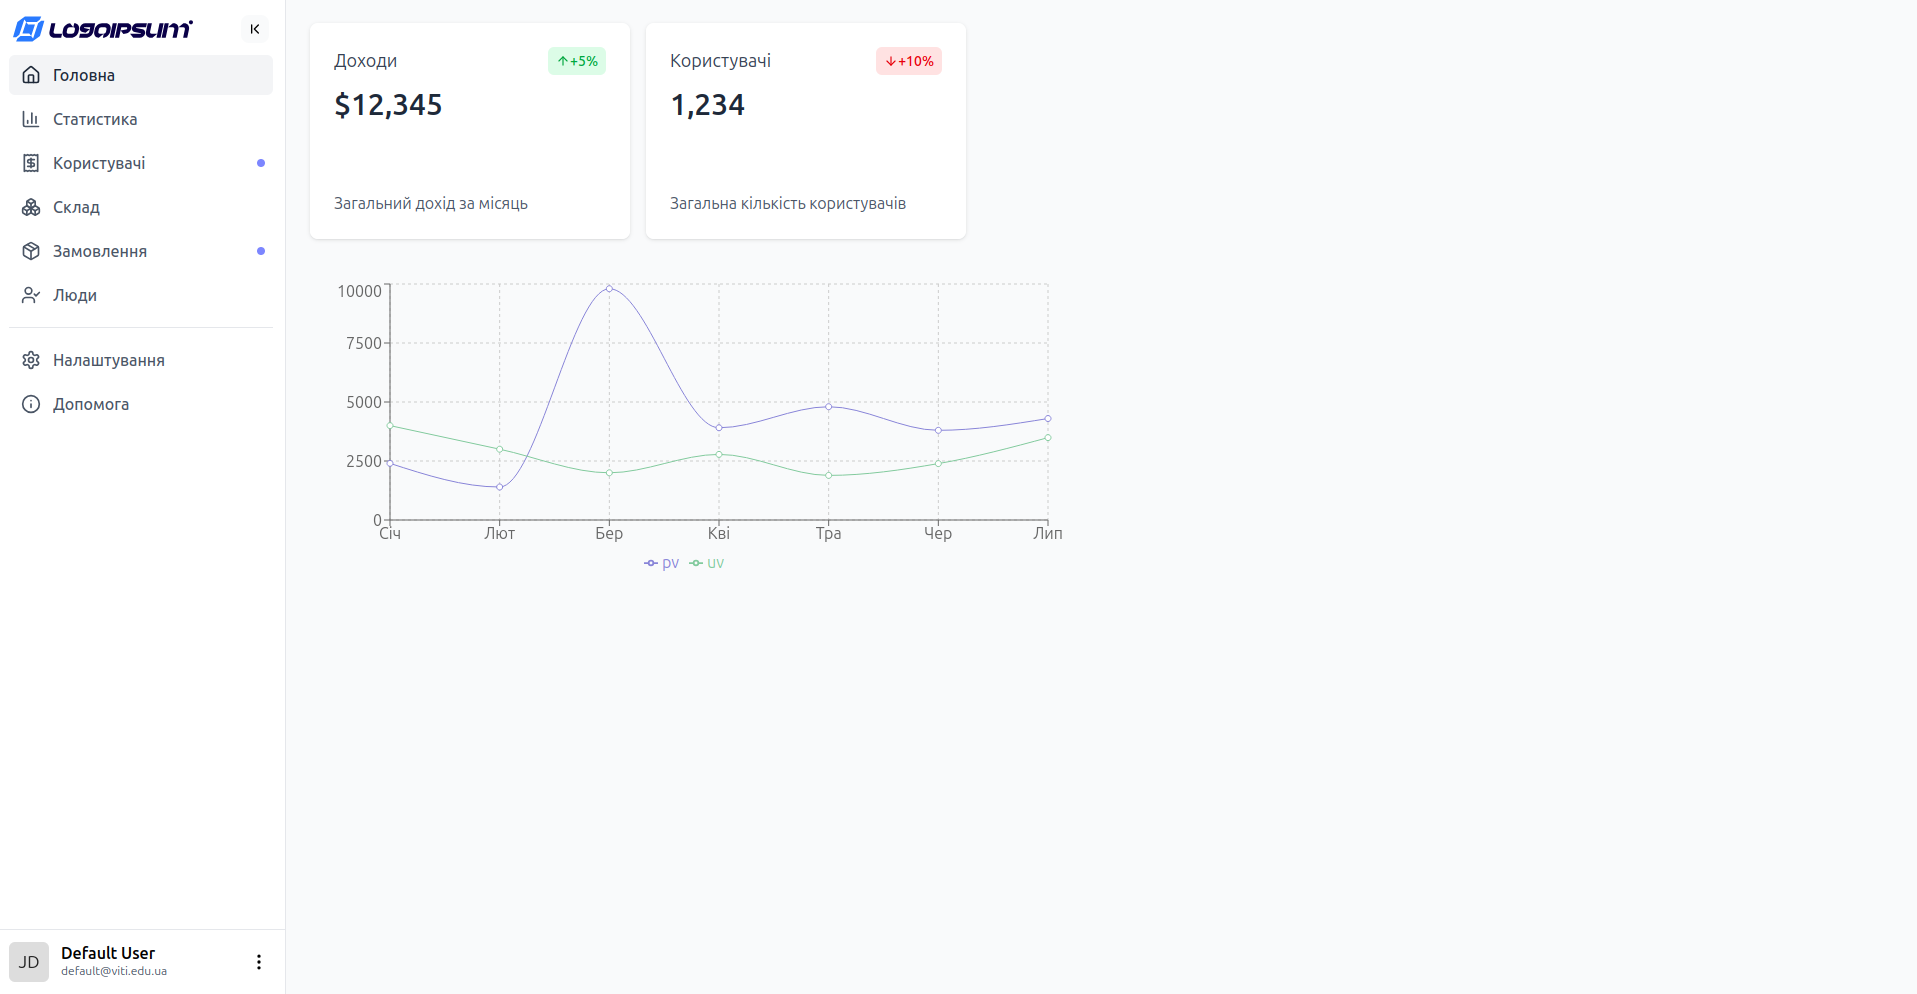 LOGOIPSUM
Головна
Статистика
Користувачі
Склад
Замовлення
Люди
Налаштування
Допомога
JD
Default User
default@viti.edu.ua
Доходи
+5%
$12,345
Загальний дохід за місяць
Користувачі
+10%
1,234
Загальна кількість користувачів
10000
7500
5000
2500
0
Січ Лют Бер Кві Тра Чер Лип
pv uv